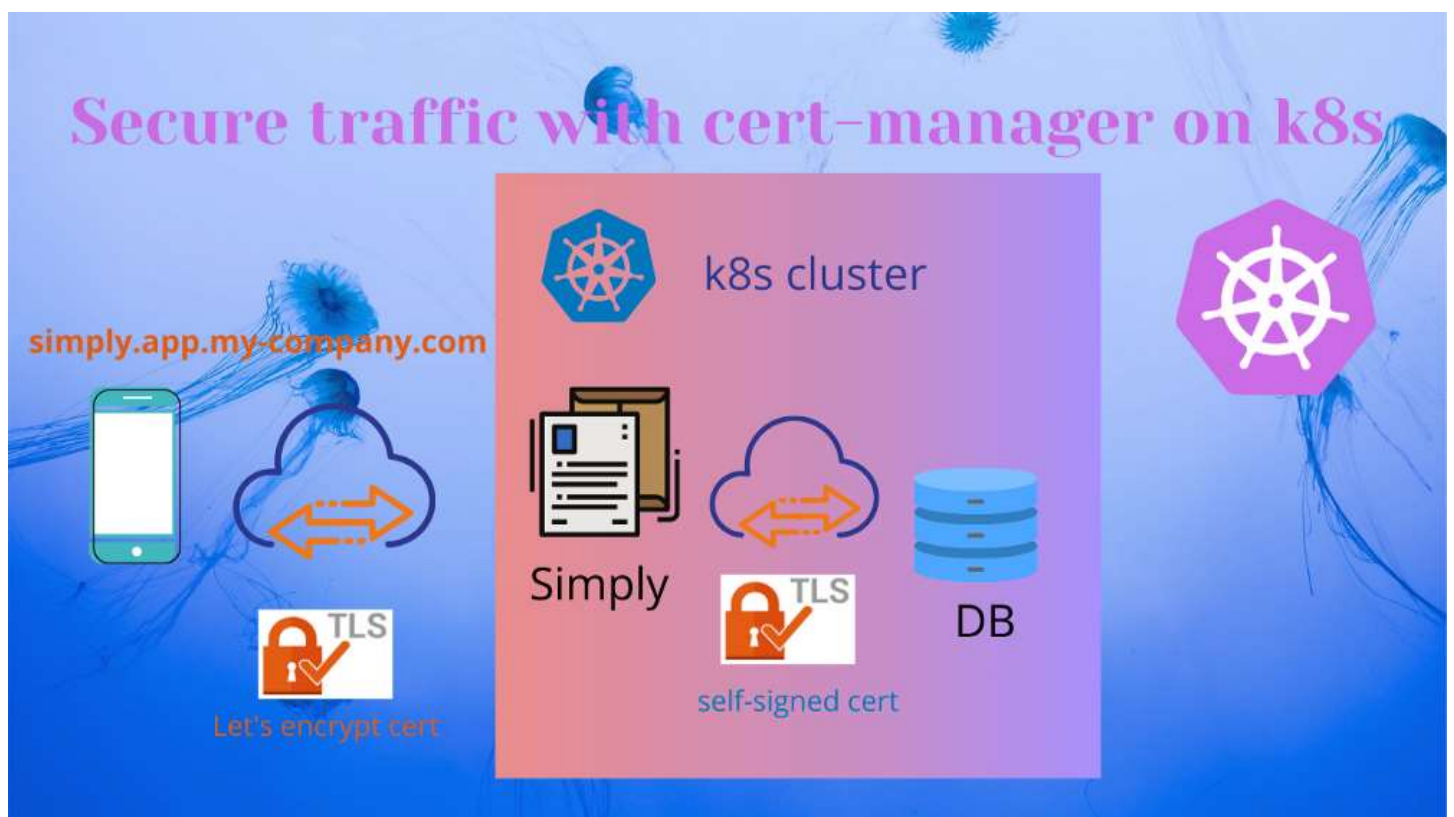 Secure traffic with cert-manager on k8s
k8s cluster
simply.app.my-company.com
Simply
TLS
DB
TLS
self-signed cert
Let's encrypt cert